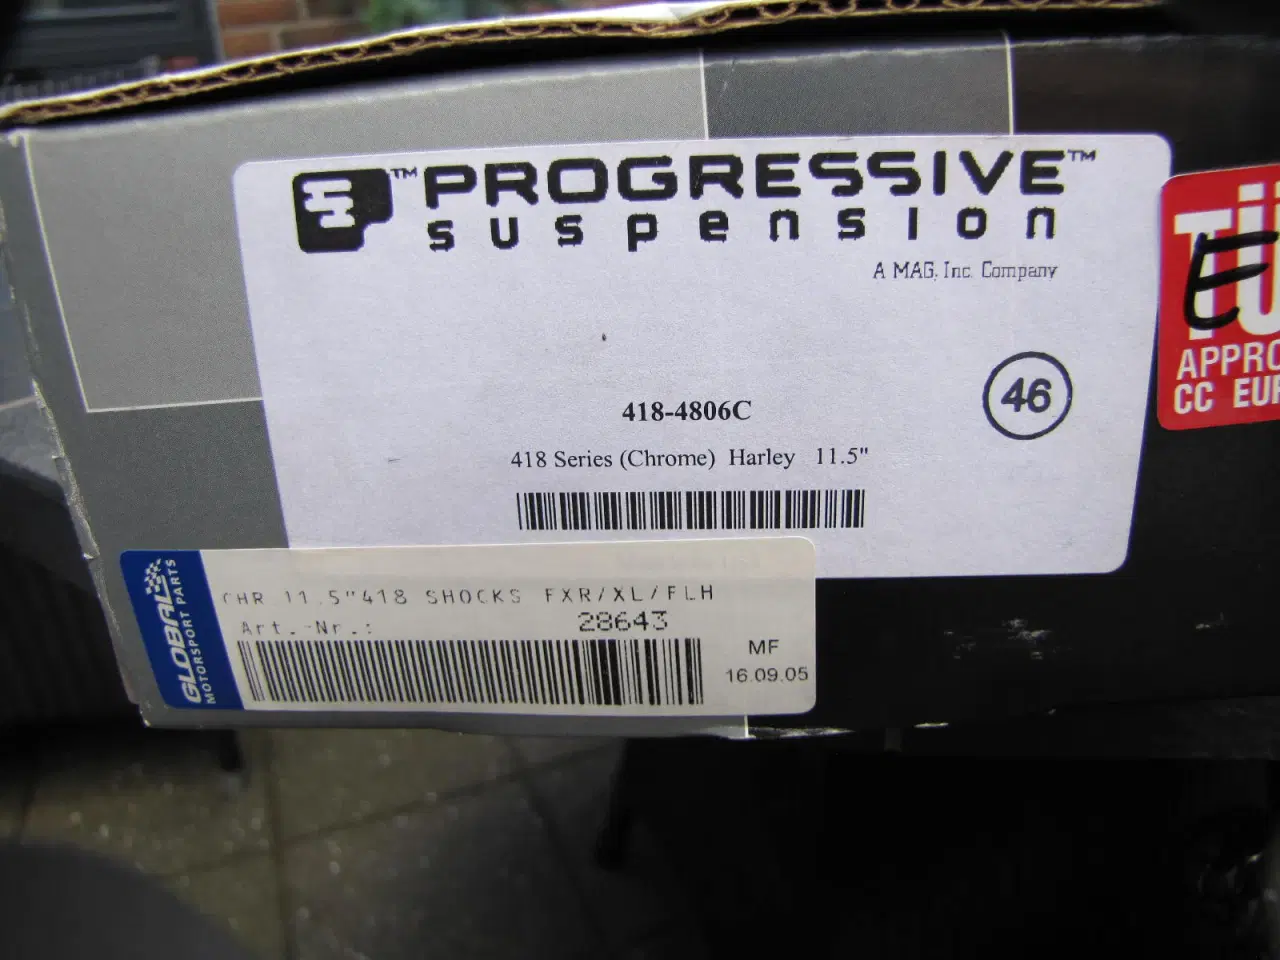 ™ PROGRESSIVE™
suspension
A MAG, Inc. Company
46
418-4806C
418 Series (Chrome) Harley 11.5"
TÜ
E
APPRO
CC EUR
GLOBAL
MOTORSPORT PARTS
CHR 11.5"418 SHOCKS FXR/XL/FLH
Art.-Nr.: 28643
MF
16.09.05